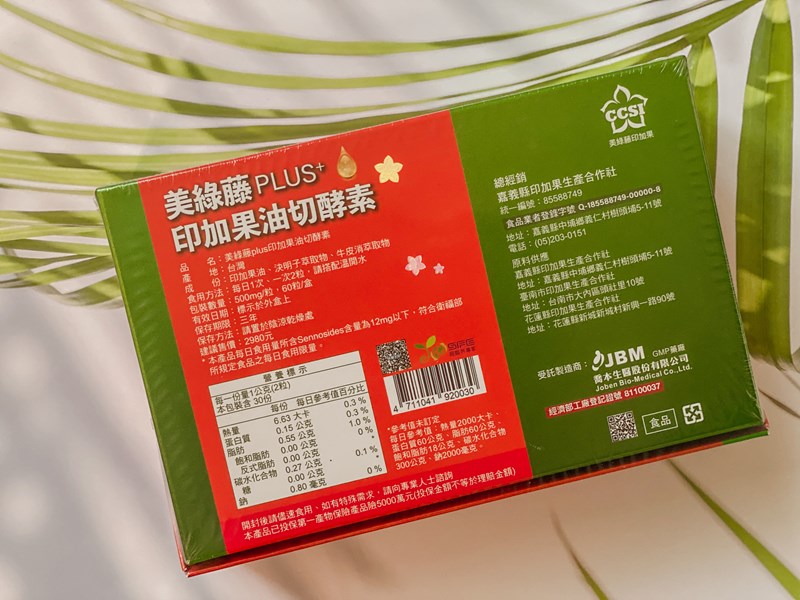 美綠藤PLUS+
印加果油切酵素
品　　名：美綠藤plus印加果油切酵素
產　　地：台灣
成　　份：印加果油、決明子萃取物、牛皮消萃取物
食用方法：每日1次、一次2粒，請搭配溫開水
包裝數量：500mg/粒，60粒/盒
有效日期：標示於外盒上
保存期限：三年
保存方法：請置於陰涼乾燥處
建議售價：2980元
*本產品每日食用量所含Sennosides含量為12mg以下，符合衛福部
所規定食品之每日食用限量。
營養標示
每一份量1公克(2粒)
本包裝含 30份
每份 每日參考值百分比
熱量 6.63 大卡 0.3 %
蛋白質 0.15 公克 0.3 %
脂肪 0.55 公克 1.0 %
飽和脂肪 0.00 公克 0 %
反式脂肪 0.00 公克 *
碳水化合物 0.27 公克 0.1 %
糖 0.00 公克 *
鈉 0.80 毫克 0 %
4 711041 920030
*參考值未訂定
每日參考值：熱量2000大卡、
蛋白質60公克、脂肪60公克、
飽和脂肪18公克、碳水化合物
300公克、鈉2000毫克。
開封後請儘速食用，如有特殊需求，請向專業人士諮詢
本產品已投保第一產物保險產品險5000萬元(投保金額不等於理賠金額)
CCSI
美綠藤印加果
總經銷
嘉義縣印加果生產合作社
統一編號：85588749
食品業者登錄字號 Q-185588749-00000-8
地址：嘉義縣中埔鄉義仁村樹頭埔5-11號
電話：(05)203-0151
原料供應
嘉義縣印加果生產合作社
地址：嘉義縣中埔鄉義仁村樹頭埔5-11號
臺南市印加果生產合作社
地址：台南市大內區頭社里10號
花蓮縣印加果生產合作社
地址：花蓮縣新城新城村新興一路90號
受託製造商：JBM GMP藥廠
喬本生醫股份有限公司
Joben Bio-Medical Co.,Ltd.
經濟部工廠登記證號 81100037
食品